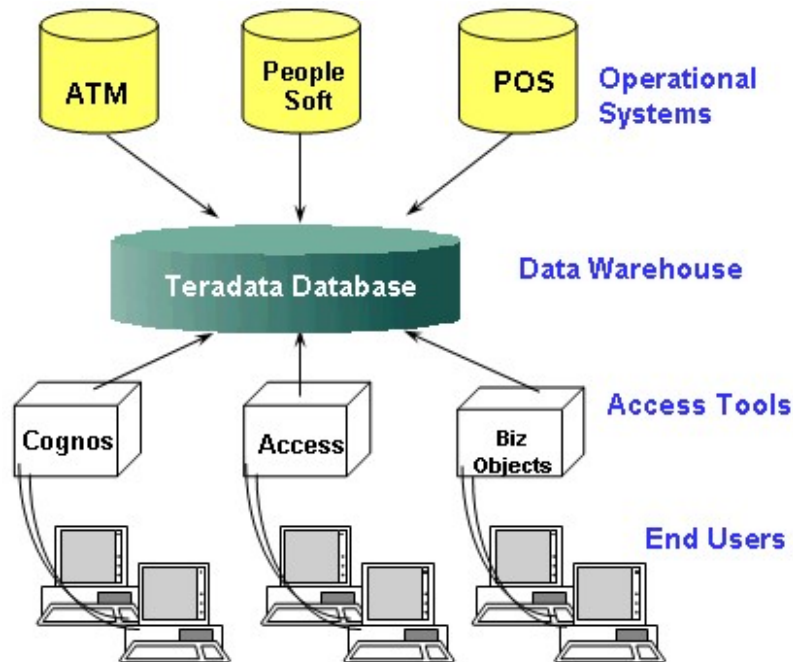 ATM
People
Soft
POS
Operational
Systems
Teradata Database
Data Warehouse
Cognos
Access
Biz
Objects
Access Tools
End Users